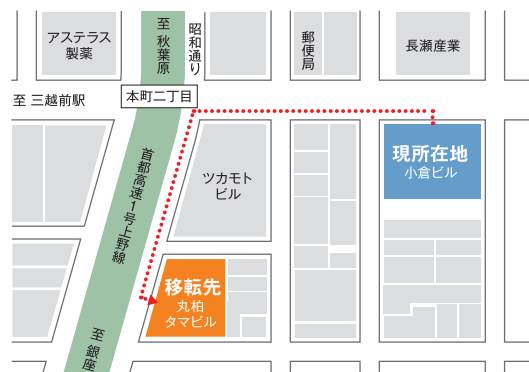 アステラス
製薬
至 秋葉原
昭和通り
郵便局
長瀬産業
至 三越前駅
本町二丁目
首都高速1号上野線
ツカモト
ビル
現所在地
小倉ビル
移転先
丸柏
タマビル
至 銀座